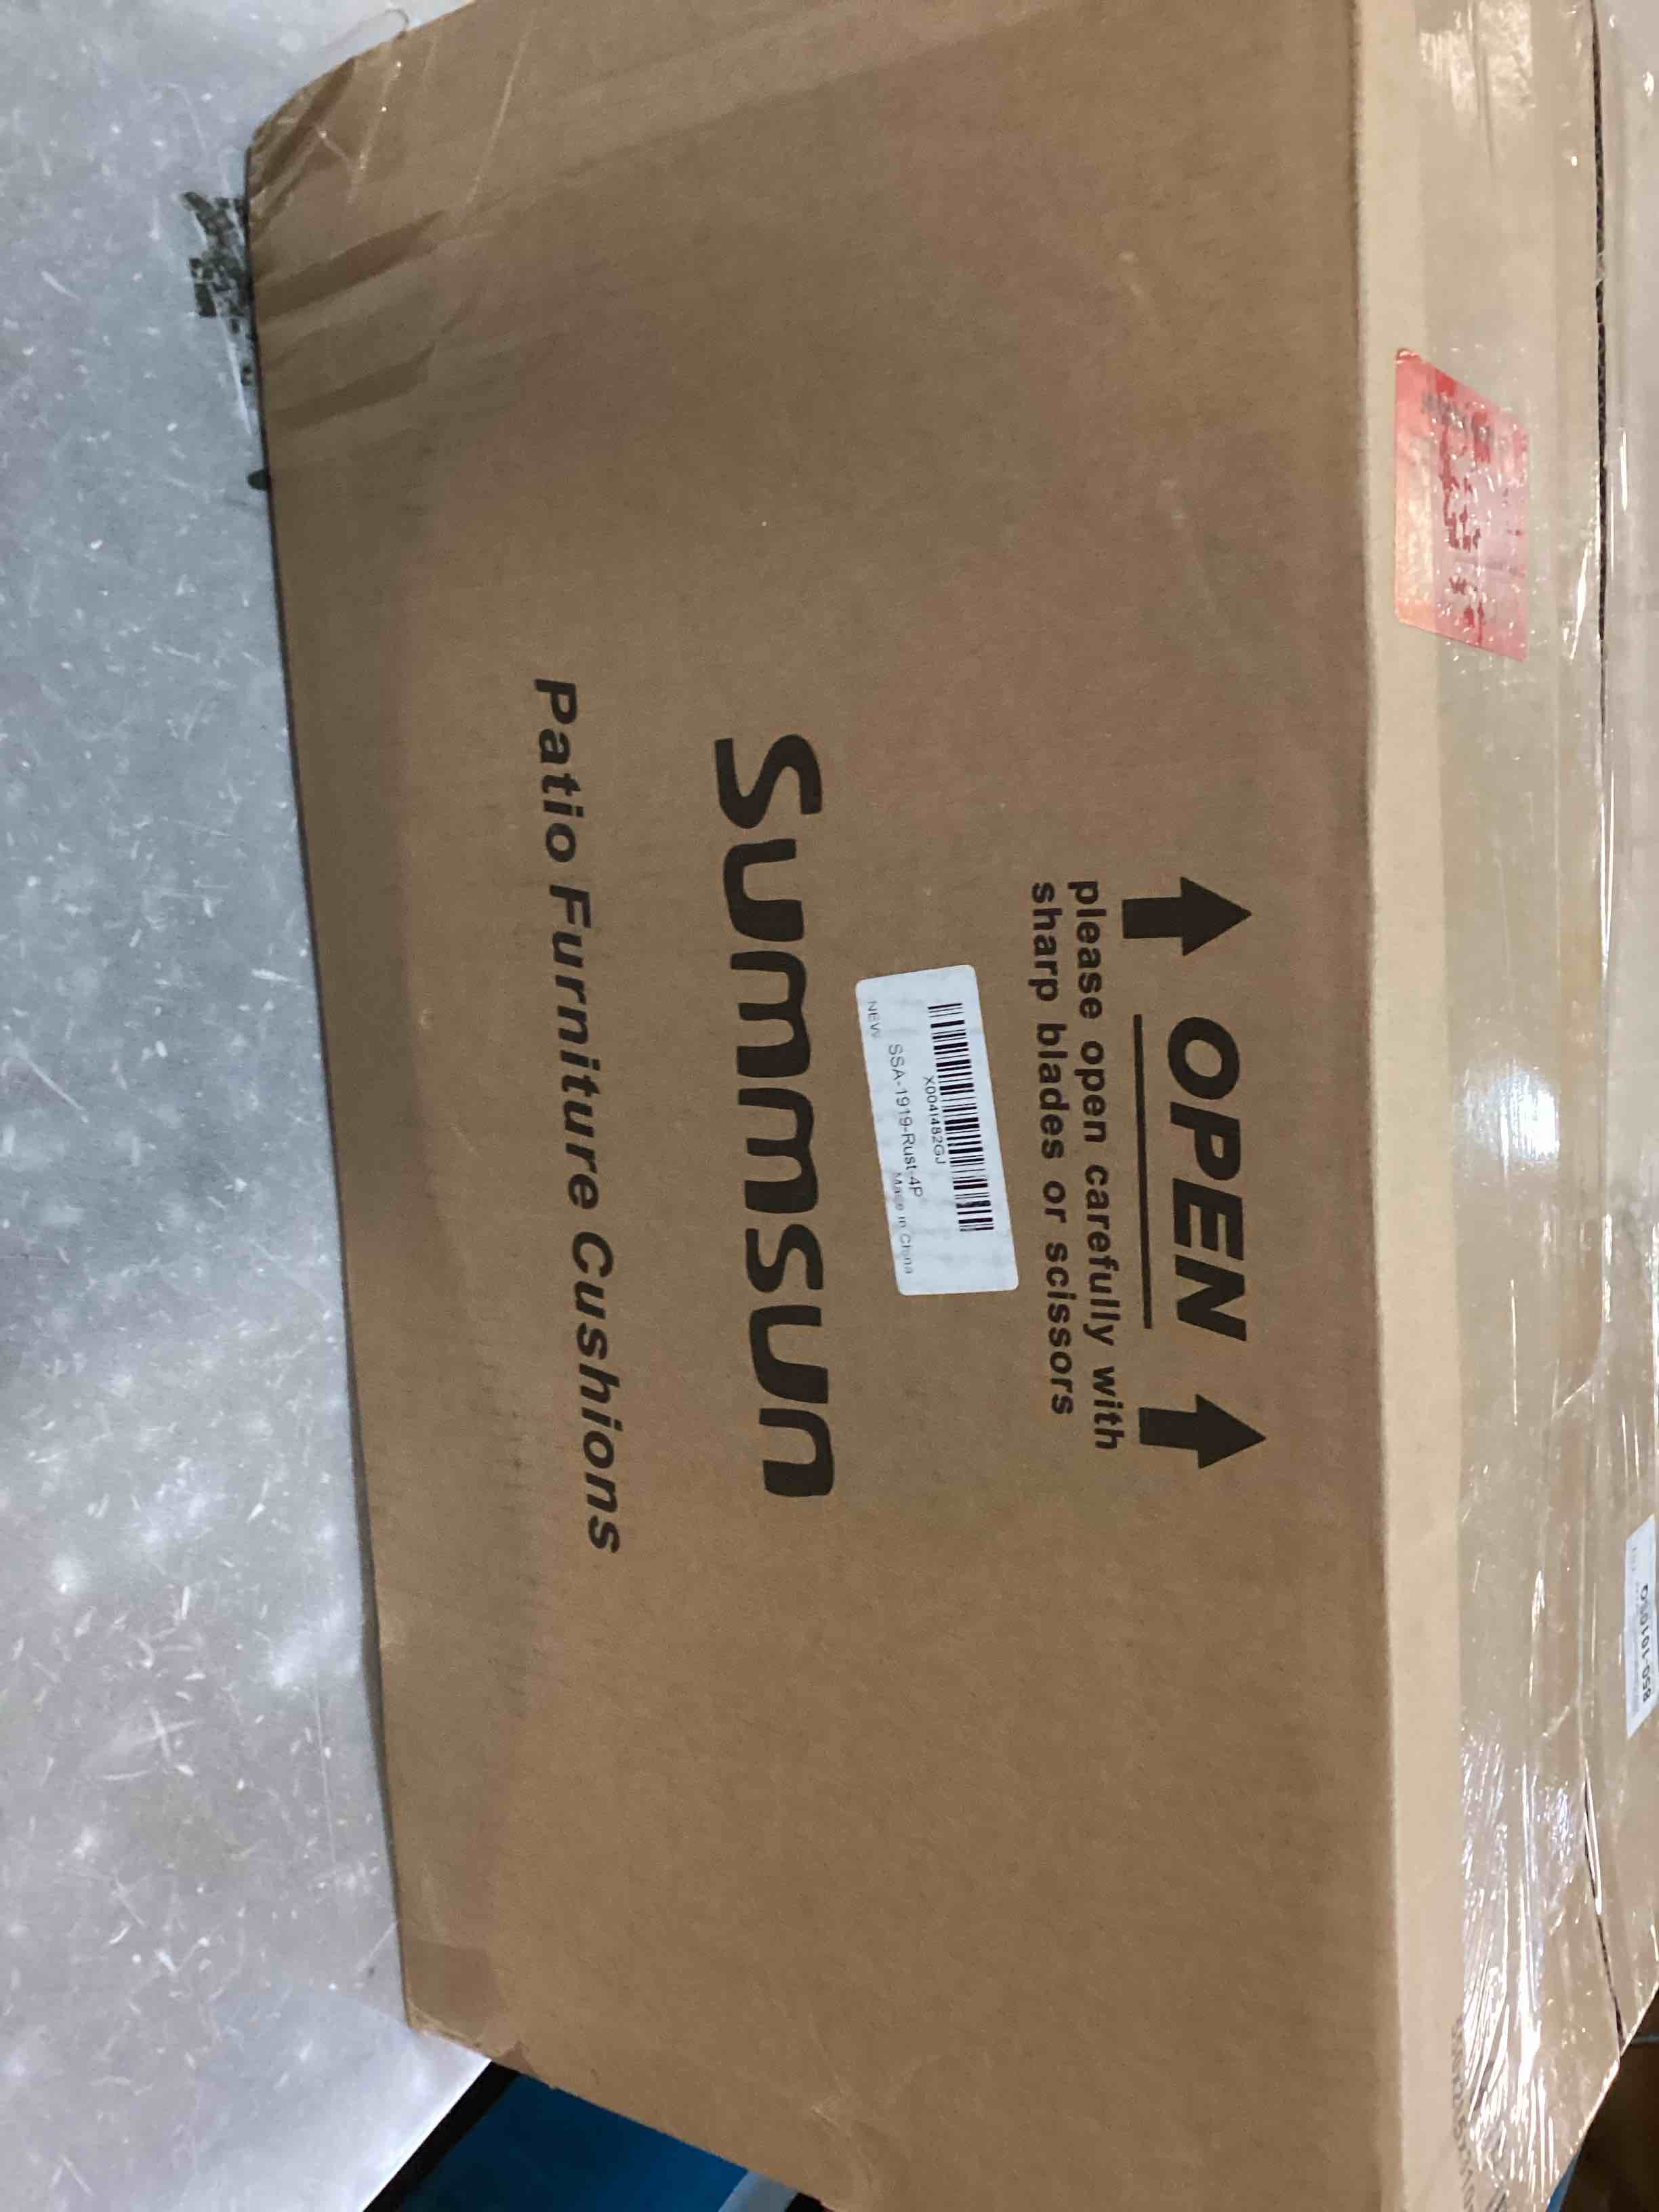 OPEN
please open carefully with
sharp blades or scissors
X004I482GJ
SSA-1919-Rust-4P
NEW
Made in China
Summsun
Patio Furniture Cushions